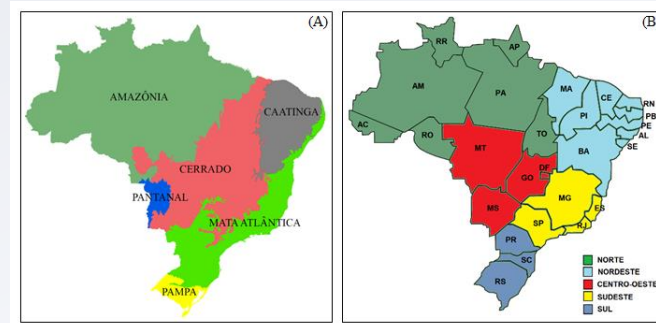 (A)
AMAZÔNIA
CAATINGA
CERRADO
PANTANAL
MATA ATLÂNTICA
PAMPA
(B)
RR
AP
AM
PA
MA
CE
RN
PB
PE
AL
SE
PI
AC
RO
TO
BA
MT
DF
GO
MG
ES
MS
SP
RJ
PR
SC
RS
NORTE
NORDESTE
CENTRO-OESTE
SUDESTE
SUL